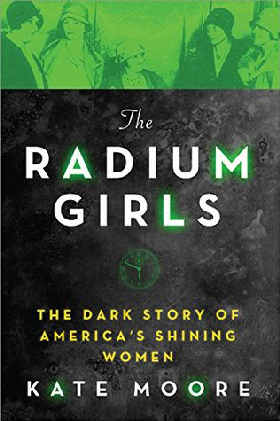 The
RADIUM
GIRLS
THE DARK STORY OF
AMERICA'S SHINING
WOMEN
KATE MOORE